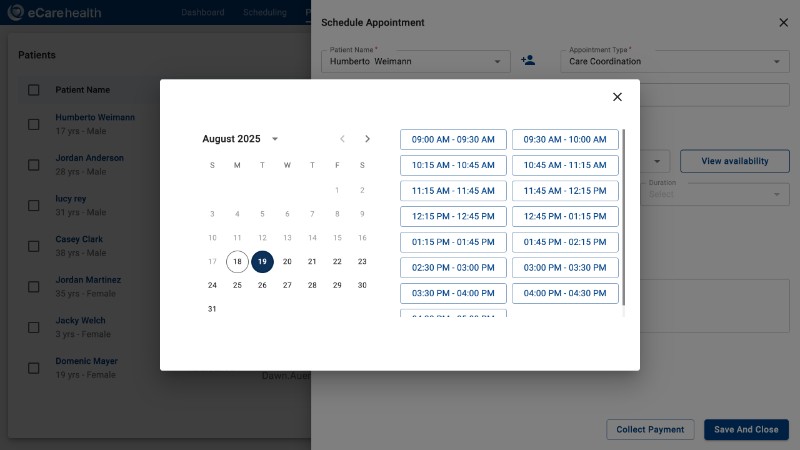 eCarehealth Dashboard Scheduling
Schedule Appointment
Patients
Patient Name *
Humberto Weimann
Appointment Type *
Care Coordination
Patient Name
Humberto Weimann
17 yrs - Male
Jordan Anderson
28 yrs - Male
lucy rey
31 yrs - Male
Casey Clark
38 yrs - Male
Jordan Martinez
35 yrs - Female
Jacky Welch
3 yrs - Female
Domenic Mayer
19 yrs - Female
View availability
Duration
Select
August 2025
S M T W T F S
1 2
3 4 5 6 7 8 9
10 11 12 13 14 15 16
17 18 19 20 21 22 23
24 25 26 27 28 29 30
31
09:00 AM - 09:30 AM 09:30 AM - 10:00 AM
10:15 AM - 10:45 AM 10:45 AM - 11:15 AM
11:15 AM - 11:45 AM 11:45 AM - 12:15 PM
12:15 PM - 12:45 PM 12:45 PM - 01:15 PM
01:15 PM - 01:45 PM 01:45 PM - 02:15 PM
02:30 PM - 03:00 PM 03:00 PM - 03:30 PM
03:30 PM - 04:00 PM 04:00 PM - 04:30 PM
Collect Payment Save And Close